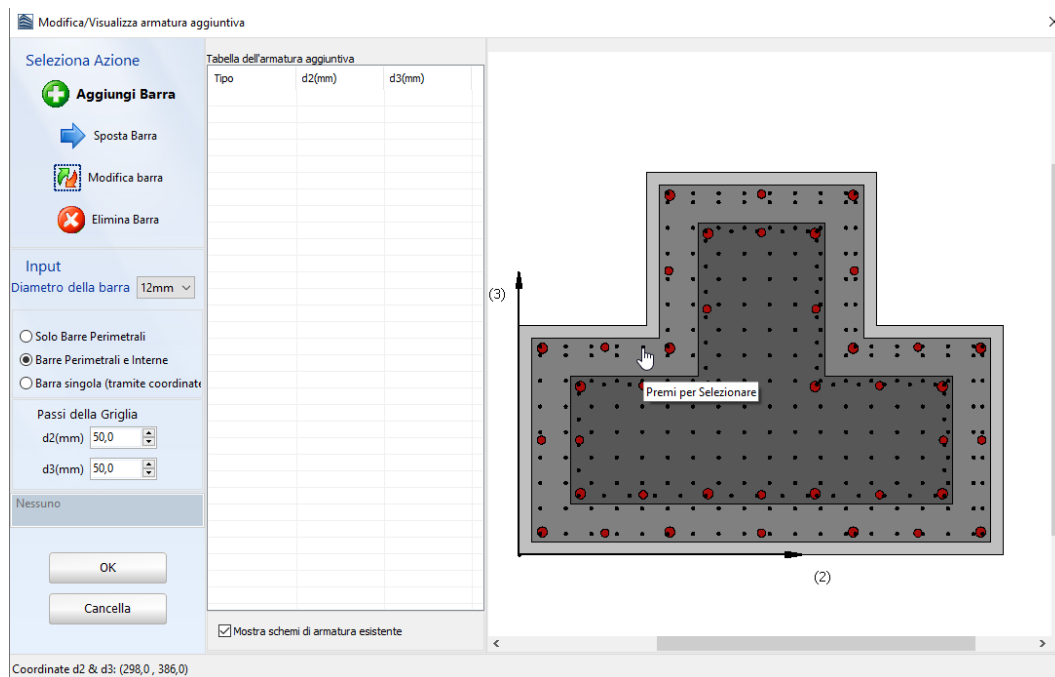 Modifica/Visualizza armatura aggiuntiva
Seleziona Azione
Aggiungi Barra
Sposta Barra
Modifica barra
Elimina Barra
Input
Diametro della barra 12mm
Solo Barre Perimetrali
Barre Perimetrali e Interne
Barra singola (tramite coordinate
Passi della Griglia
d2(mm) 50,0
d3(mm) 50,0
Nessuno
OK
Cancella
Tabella dell'armatura aggiuntiva
Tipo d2(mm) d3(mm)
Mostra schemi di armatura esistente
(3)
Premi per Selezionare
(2)
Coordinate d2 & d3: (298,0 , 386,0)